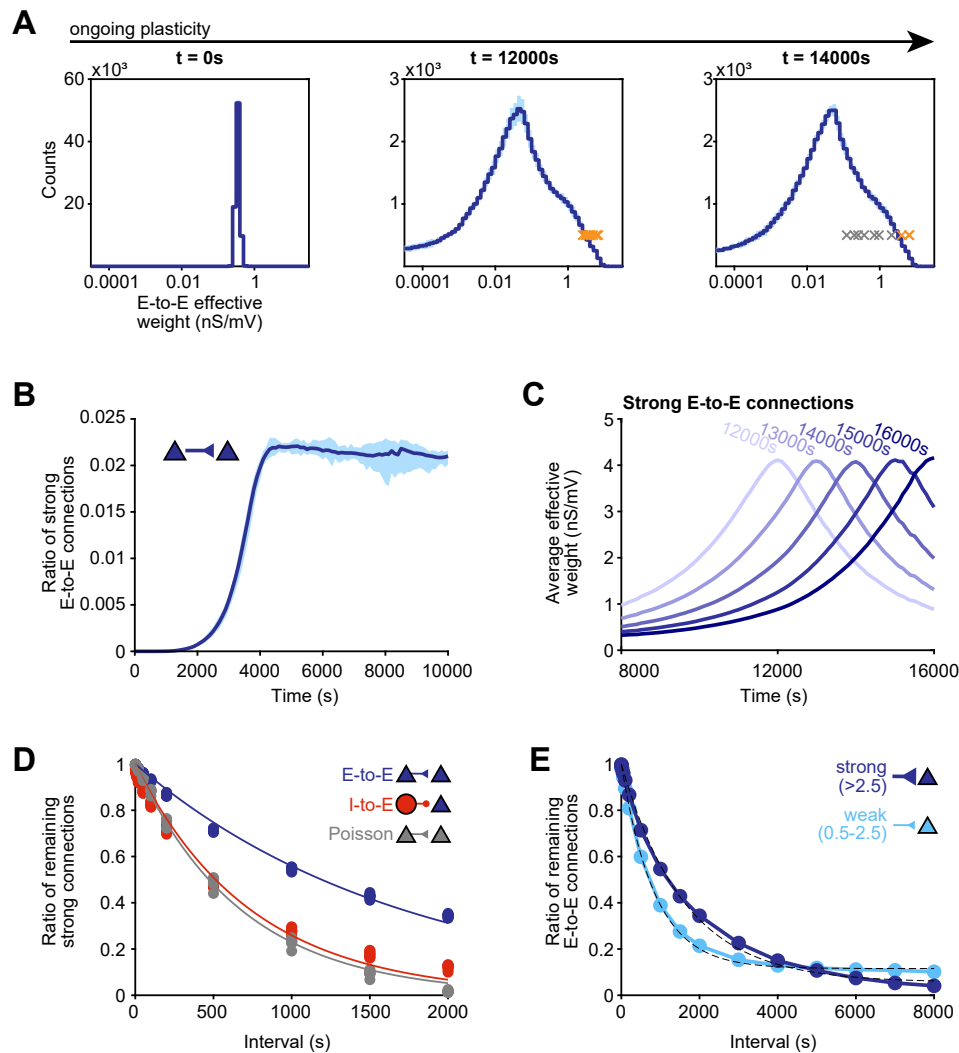 A
ongoing plasticity
t = 0s
t = 12000s
t = 14000s
60 x10³
40
20
Counts
0.0001 0.01 1
E-to-E effective
weight (nS/mV)
x10³
3
2
1
0.0001 0.01 1
x10³
3
2
1
0.0001 0.01 1
B
0.025
0.02
0.015
0.01
0.005
0
Ratio of strong
E-to-E connections
0 2000 4000 6000 8000 10000
Time (s)
C
Strong E-to-E connections
12000s
13000s
14000s
15000s
16000s
5
4
3
2
1
0
Average effective
weight (nS/mV)
8000 12000 16000
Time (s)
D
1
0.8
0.6
0.4
0.2
0
Ratio of remaining
strong connections
E-to-E
I-to-E
Poisson
0 500 1000 1500 2000
Interval (s)
E
1
0.8
0.6
0.4
0.2
0
Ratio of remaining
E-to-E connections
strong
(>2.5)
weak
(0.5-2.5)
0 2000 4000 6000 8000
Interval (s)